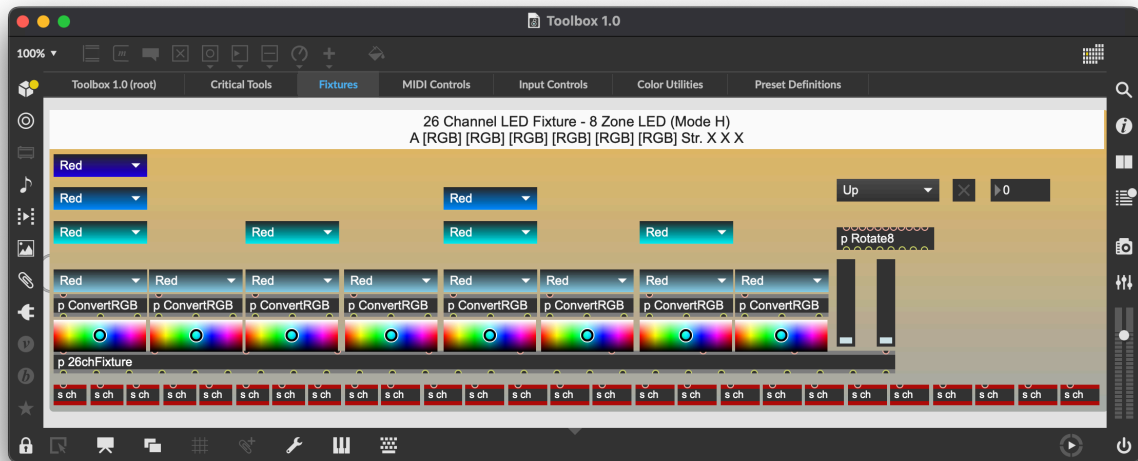 Toolbox 1.0
100%
Toolbox 1.0 (root) Critical Tools Fixtures MIDI Controls Input Controls Color Utilities Preset Definitions
26 Channel LED Fixture - 8 Zone LED (Mode H)
A [RGB] [RGB] [RGB] [RGB] [RGB] [RGB] Str. X X X
Red
Up 0
Red Red
Red Red Red Red
p Rotate8
Red Red Red Red Red Red Red Red
p ConvertRGB p ConvertRGB p ConvertRGB p ConvertRGB p ConvertRGB p ConvertRGB p ConvertRGB p ConvertRGB
p 26chFixture
s ch s ch s ch s ch s ch s ch s ch s ch s ch s ch s ch s ch s ch s ch s ch s ch s ch s ch s ch s ch s ch s ch s ch s ch s ch s ch